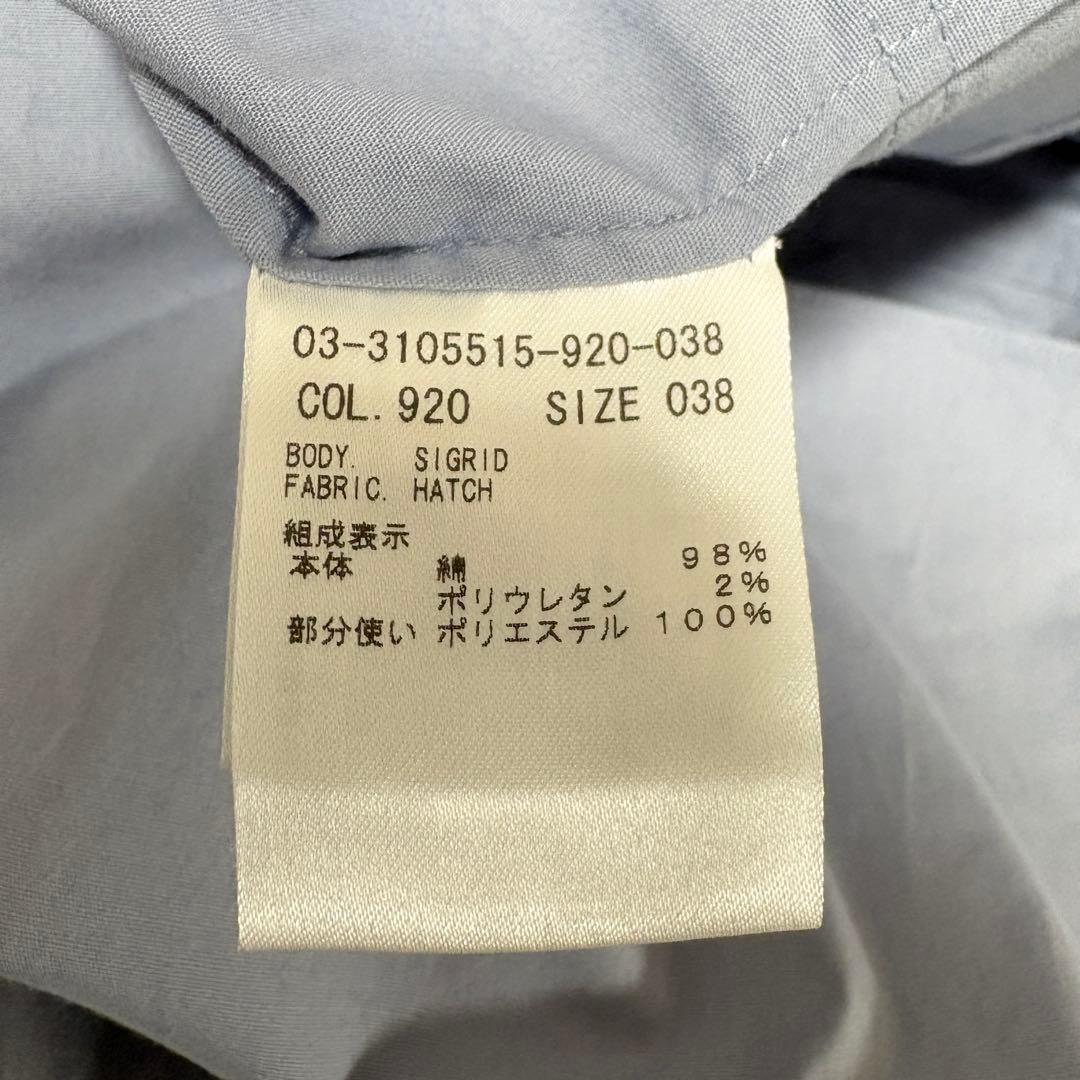 03-3105515-920-038
COL. 920 SIZE 038
BODY. SIGRID
FABRIC. HATCH
組成表示
本体 綿 98%
ポリウレタン 2%
部分使い ポリエステル 100%